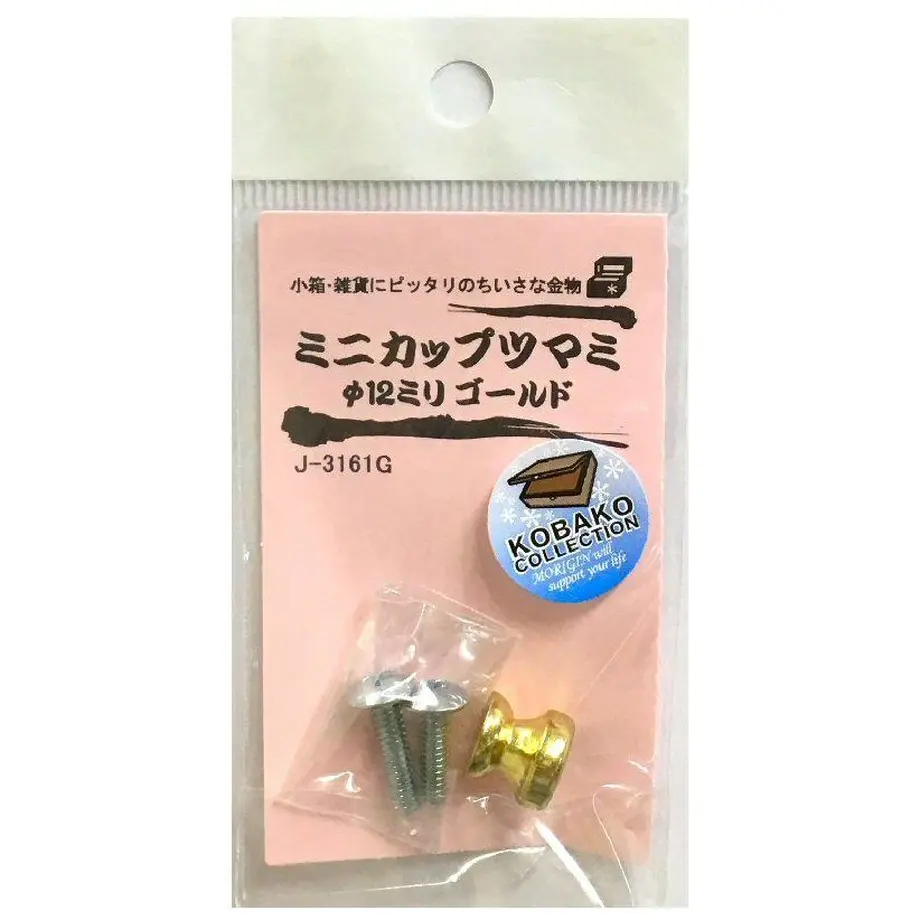 小箱・雑貨にピッタリのちいさな金物
ミニカップツマミ
φ12ミリ ゴールド
J-3161G
KOBAKO
COLLECTION
MORIGIN will
support your life